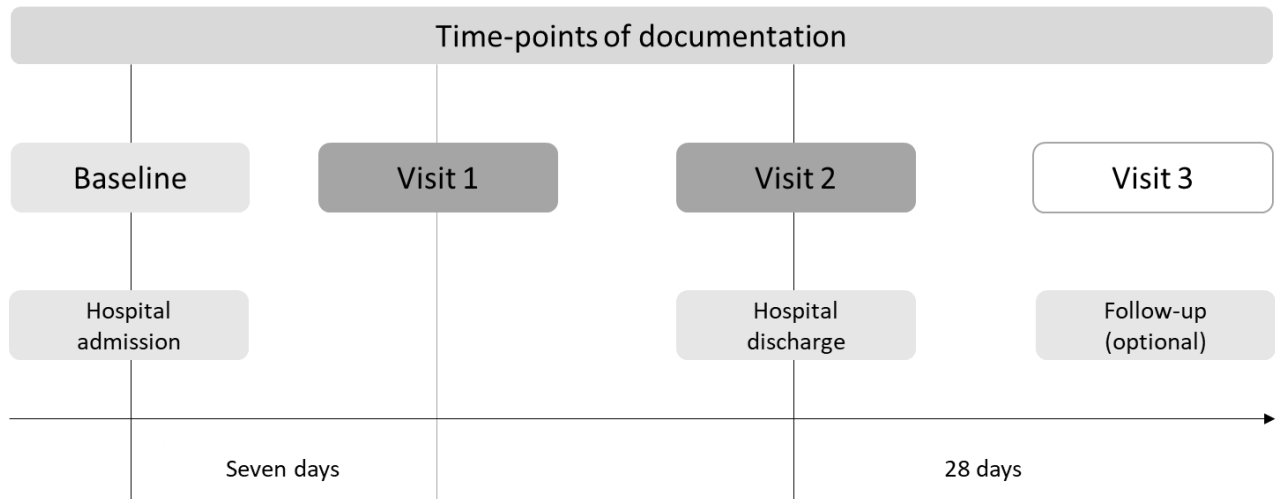 Time-points of documentation
Baseline
Visit 1
Visit 2
Visit 3
Hospital
admission
Hospital
discharge
Follow-up
(optional)
Seven days
28 days